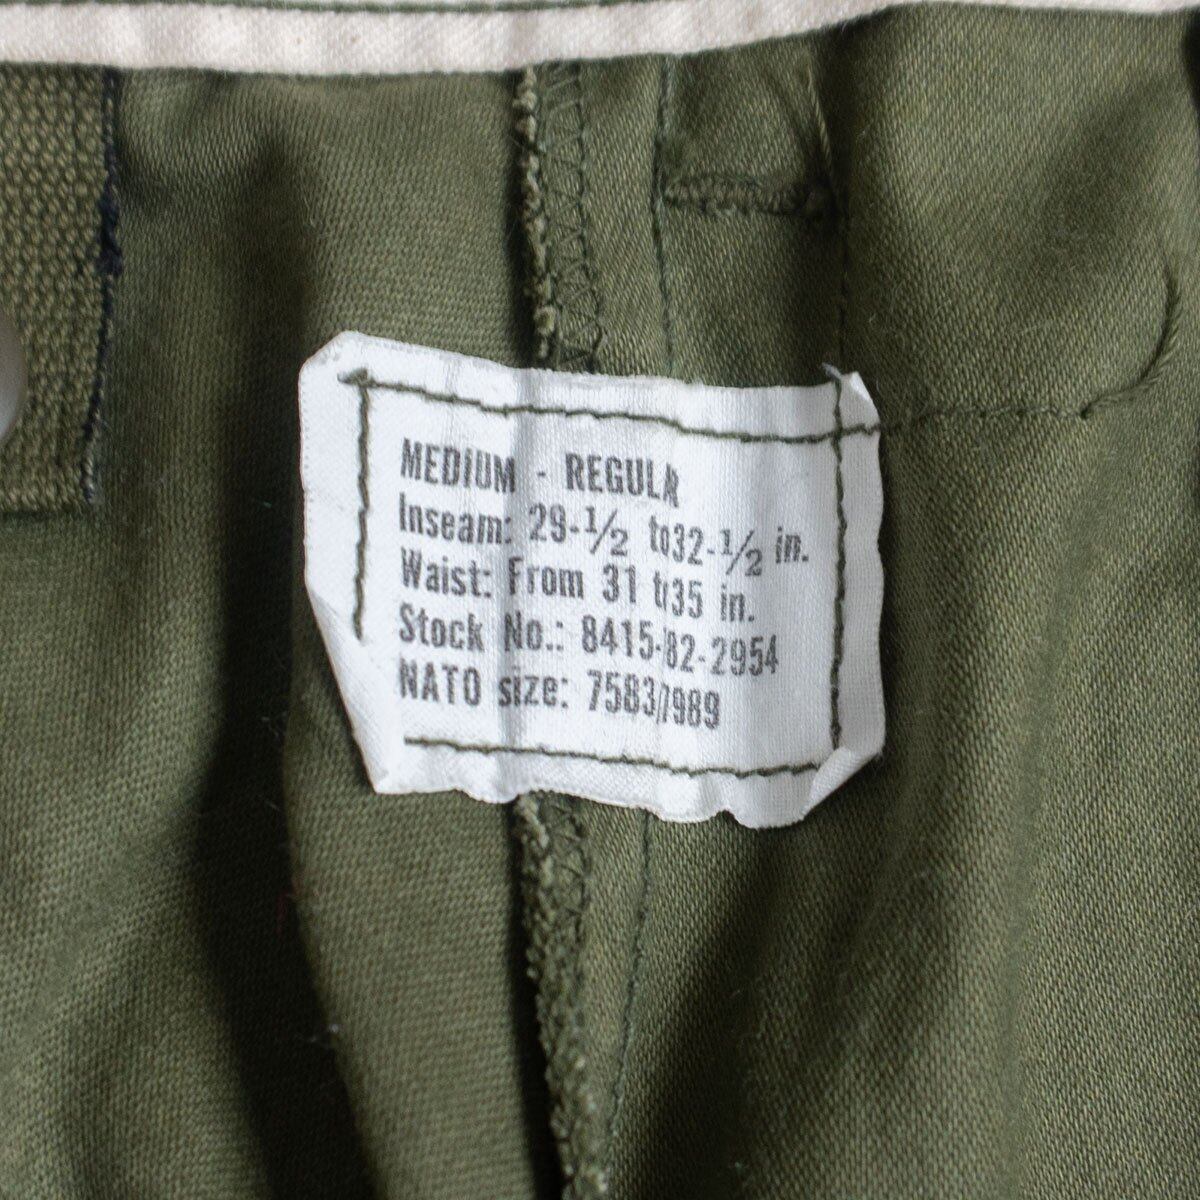 MEDIUM - REGULAR
Inseam: 29-1/2 to32-1/2 in.
Waist: From 31 to35 in.
Stock No.: 8415-82-2954
NATO size: 7583/7989